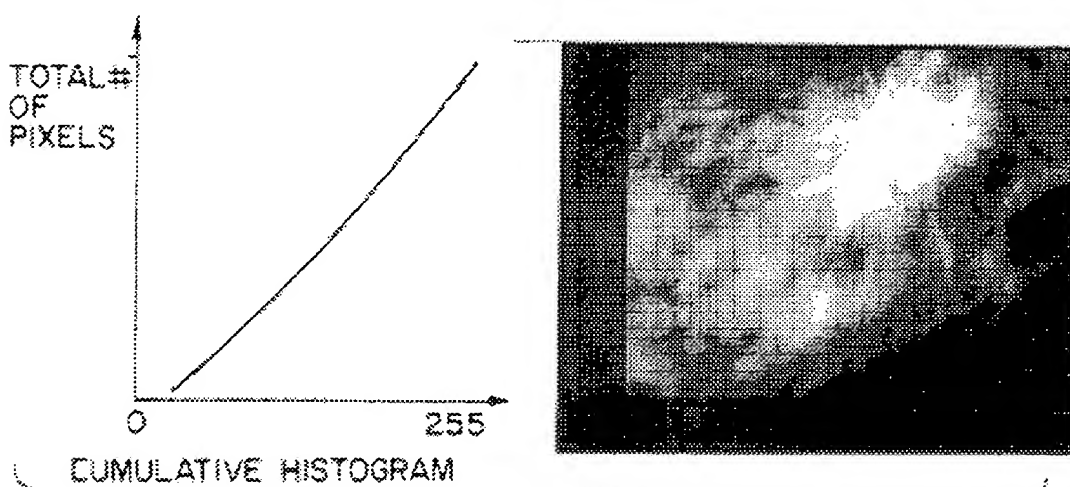 TOTAL #
OF
PIXELS
0
255
CUMULATIVE HISTOGRAM